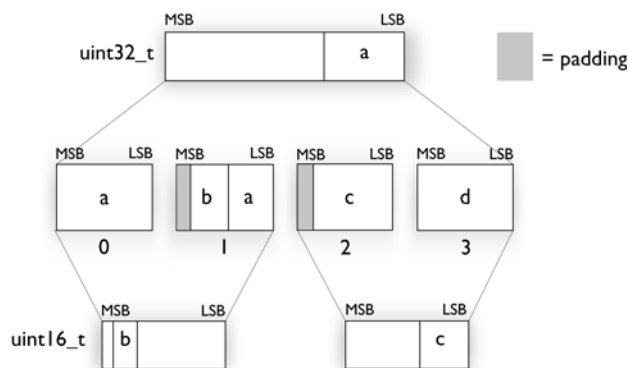 MSB LSB
uint32_t a = padding
MSB LSB MSB LSB MSB LSB MSB LSB
a b a c d
0 1 2 3
MSB LSB MSB LSB
uint16_t b c